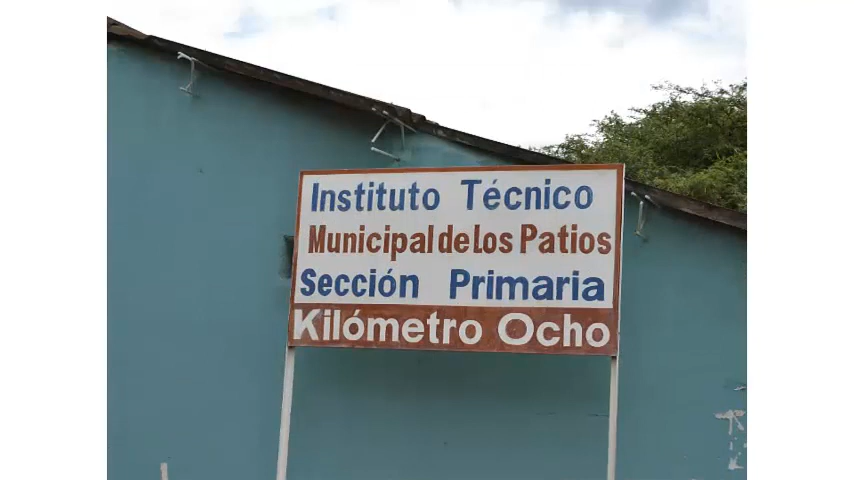 Instituto Técnico
Municipal de Los Patios
Sección Primaria
Kilómetro Ocho